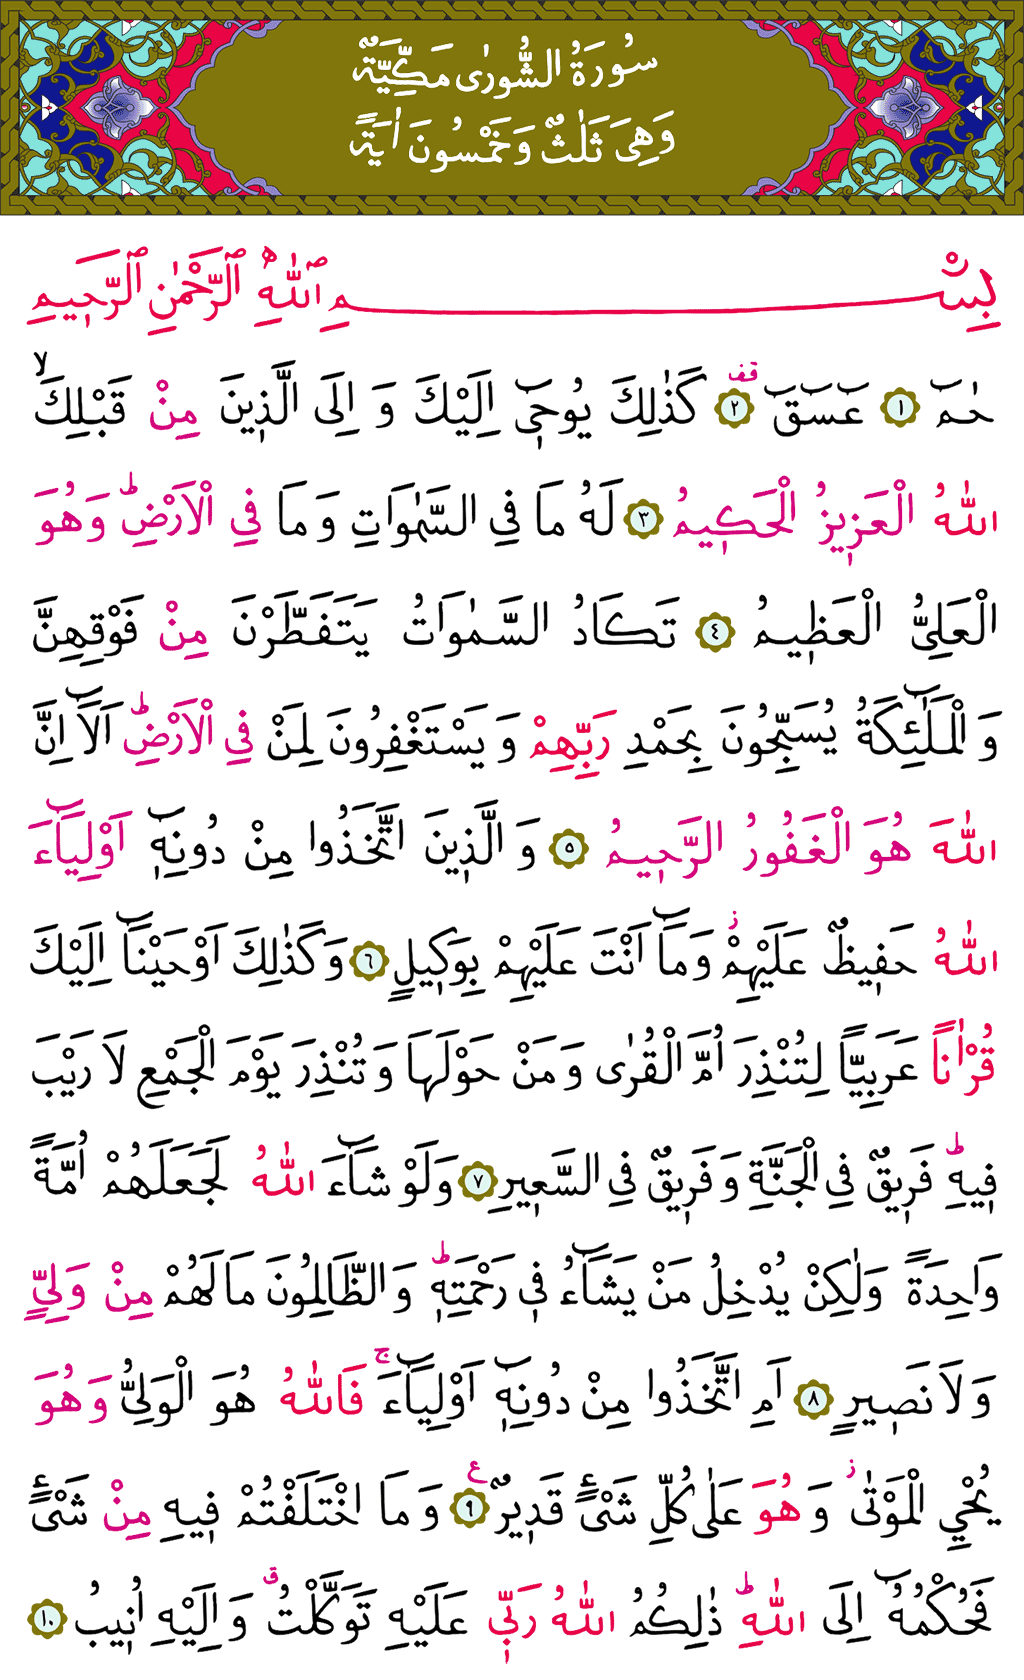 سُورَةُ الشُّورٰى مَكِّيَّةٌ
وَهِىَ ثَلٰثٌ وَخَمْسُونَ اٰيَةً
بِسْمِ ٱللّٰهِ ٱلرَّحْمٰنِ ٱلرَّحٖيمِ
حٰمٓ ١ عٓسٓقٓ ٢ كَذٰلِكَ يُوحٖٓى اِلَيْكَ وَ اِلَى الَّذٖينَ مِنْ قَبْلِكَۙ
اللّٰهُ الْعَزٖيزُ الْحَكٖيمُ ٣ لَهُ مَا فِى السَّمٰوَاتِ وَ مَا فِى الْاَرْضِؕ وَ هُوَ
الْعَلِىُّ الْعَظٖيمُ ٤ تَكَادُ السَّمٰوَاتُ يَتَفَطَّرْنَ مِنْ فَوْقِهِنَّ
وَ الْمَلٰٓئِكَةُ يُسَبِّحُونَ بِحَمْدِ رَبِّهِمْ وَ يَسْتَغْفِرُونَ لِمَنْ فِى الْاَرْضِؕ اَلَآ اِنَّ
اللّٰهَ هُوَ الْغَفُورُ الرَّحٖيمُ ٥ وَ الَّذٖينَ اتَّخَذُوا مِنْ دُونِهٖٓ اَوْلِيَٓاءَ
اللّٰهُ حَفٖيظٌ عَلَيْهِمْؗ وَ مَٓا اَنْتَ عَلَيْهِمْ بِوَكٖيلٍ ٦ وَ كَذٰلِكَ اَوْحَيْنَٓا اِلَيْكَ
قُرْاٰناً عَرَبِيًّا لِتُنْذِرَ اُمَّ الْقُرٰى وَ مَنْ حَوْلَهَا وَ تُنْذِرَ يَوْمَ الْجَمْعِ لَا رَيْبَ
فٖيهِؕ فَرٖيقٌ فِى الْجَنَّةِ وَ فَرٖيقٌ فِى السَّعٖيرِ ٧ وَ لَوْ شَٓاءَ اللّٰهُ لَجَعَلَهُمْ اُمَّةً
وَاحِدَةً وَلٰكِنْ يُدْخِلُ مَنْ يَشَٓاءُ فٖى رَحْمَتِهٖؕ وَ الظَّالِمُونَ مَا لَهُمْ مِنْ وَلِىٍّ
وَ لَا نَصٖيرٍ ٨ اَمِ اتَّخَذُوا مِنْ دُونِهٖٓ اَوْلِيَٓاءَۚ فَاللّٰهُ هُوَ الْوَلِىُّ وَ هُوَ
يُحْيِ الْمَوْتٰىؗ وَ هُوَ عَلٰى كُلِّ شَىْءٍ قَدٖيرٌ ٩ ع وَ مَا اخْتَلَفْتُمْ فٖيهِ مِنْ شَىْءٍ
فَحُكْمُهُٓ اِلَى اللّٰهِؕ ذٰلِكُمُ اللّٰهُ رَبّٖى عَلَيْهِ تَوَكَّلْتُࣗ وَ اِلَيْهِ اُنٖيبُ ١٠